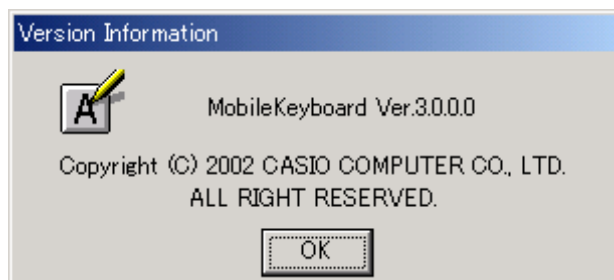 Version Information
A
MobileKeyboard Ver.3.0.0.0
Copyright (C) 2002 CASIO COMPUTER CO., LTD.
ALL RIGHT RESERVED.
OK